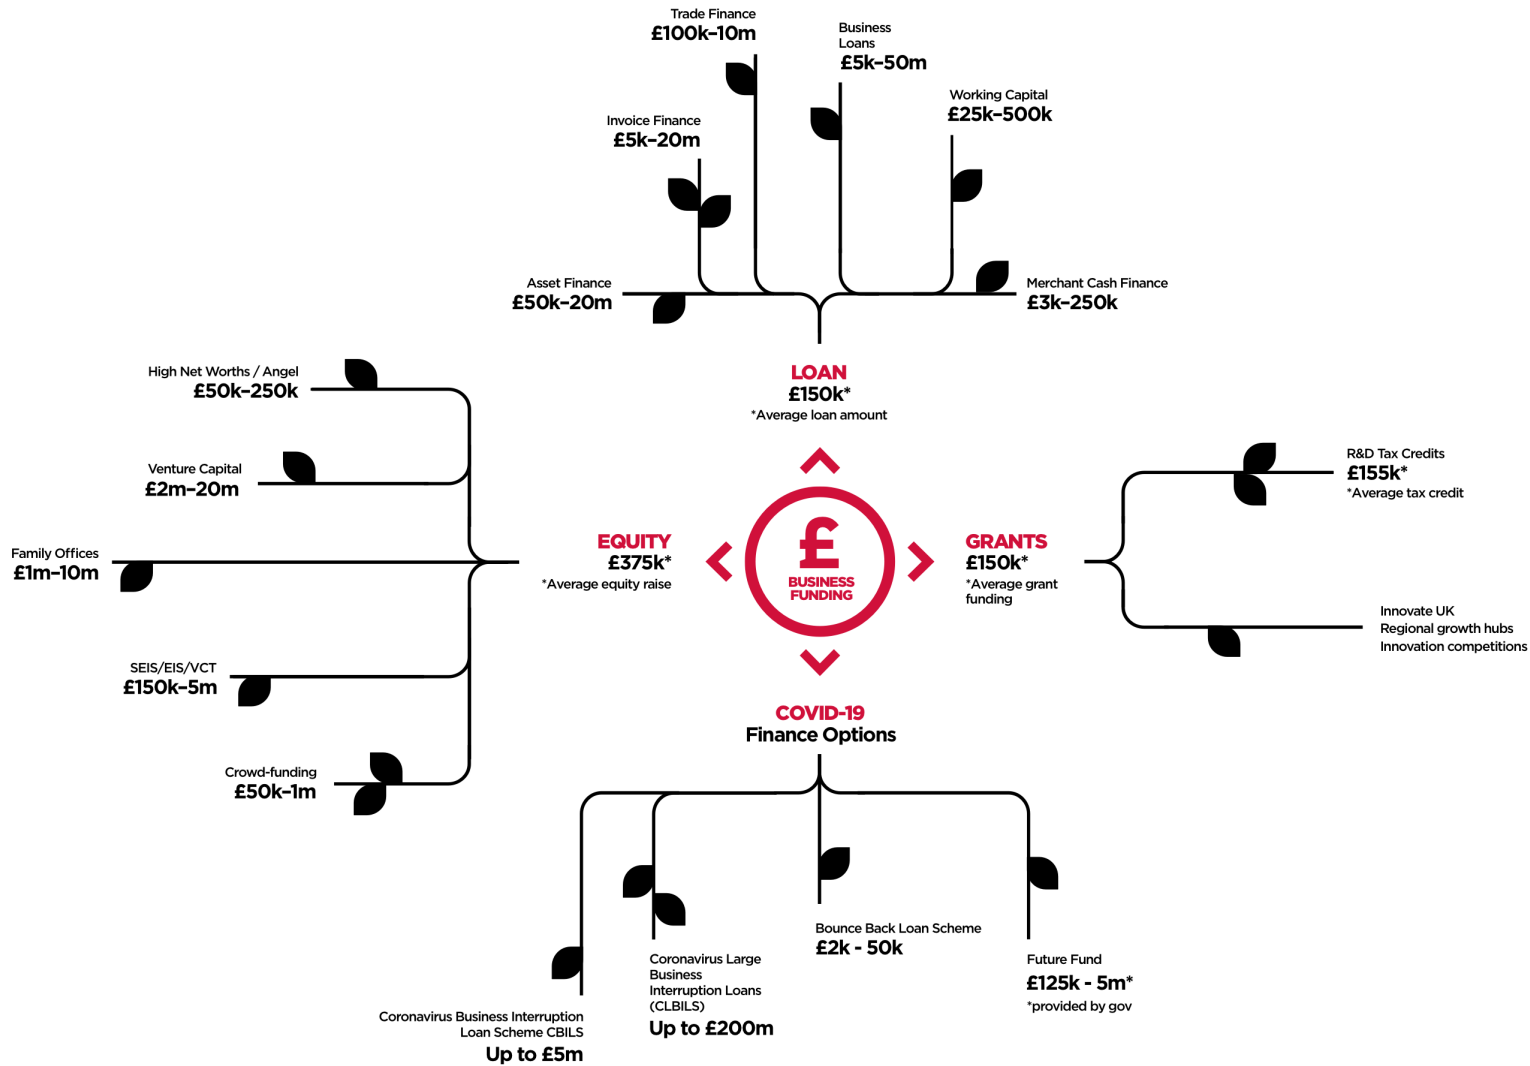 Trade Finance
£100k–10m
Business
Loans
£5k–50m
Working Capital
£25k–500k
Invoice Finance
£5k–20m
Asset Finance
£50k–20m
Merchant Cash Finance
£3k–250k
LOAN
£150k*
*Average loan amount
High Net Worths / Angel
£50k–250k
Venture Capital
£2m–20m
Family Offices
£1m–10m
SEIS/EIS/VCT
£150k–5m
Crowd-funding
£50k–1m
EQUITY
£375k*
*Average equity raise
£
BUSINESS
FUNDING
GRANTS
£150k*
*Average grant
funding
R&D Tax Credits
£155k*
*Average tax credit
Innovate UK
Regional growth hubs
Innovation competitions
COVID-19
Finance Options
Coronavirus Business Interruption
Loan Scheme CBILS
Up to £5m
Coronavirus Large
Business
Interruption Loans
(CLBILS)
Up to £200m
Bounce Back Loan Scheme
£2k - 50k
Future Fund
£125k - 5m*
*provided by gov